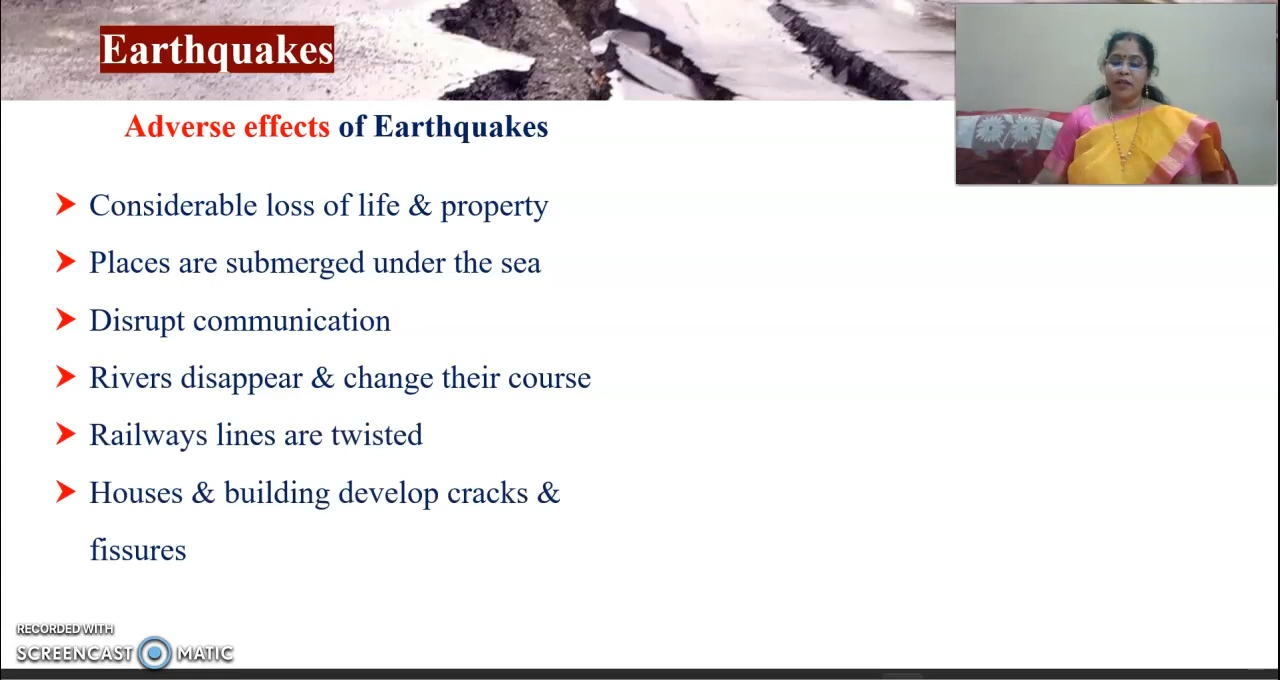 Earthquakes
Adverse effects of Earthquakes
Considerable loss of life & property
Places are submerged under the sea
Disrupt communication
Rivers disappear & change their course
Railways lines are twisted
Houses & building develop cracks &
fissures
RECORDED WITH
SCREENCAST MATIC